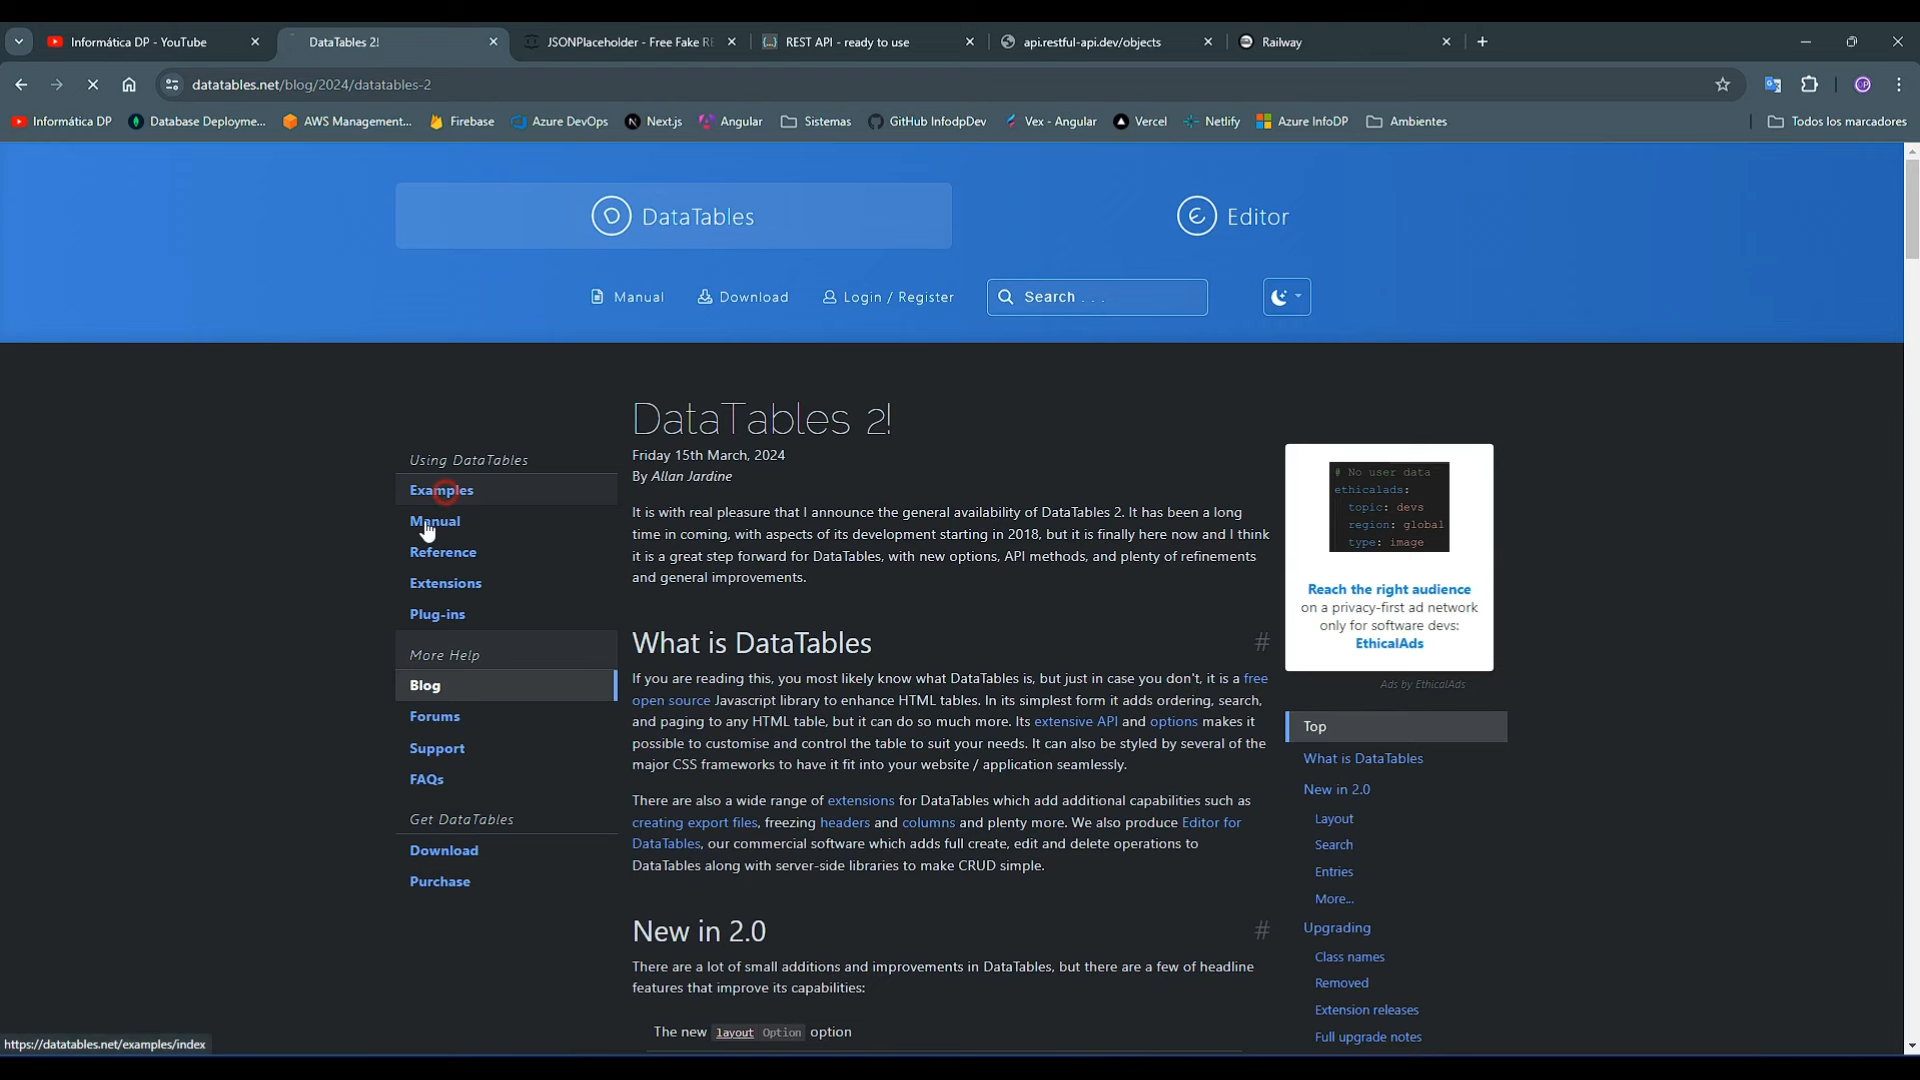 Informática DP - YouTube
DataTables 2!
JSONPlaceholder - Free Fake RE
REST API - ready to use
api.restful-api.dev/objects
Railway
datatables.net/blog/2024/datatables-2
Informática DP
Database Deployme...
AWS Management...
Firebase
Azure DevOps
Next.js
Angular
Sistemas
GitHub InfodpDev
Vex - Angular
Vercel
Netlify
Azure InfoDP
Ambientes
Todos los marcadores
DataTables
Editor
Manual
Download
Login / Register
Search . . .
Using DataTables
Examples
Manual
Reference
Extensions
Plug-ins
More Help
Blog
Forums
Support
FAQs
Get DataTables
Download
Purchase
DataTables 2!
Friday 15th March, 2024
By Allan Jardine
It is with real pleasure that I announce the general availability of DataTables 2. It has been a long
time in coming, with aspects of its development starting in 2018, but it is finally here now and I think
it is a great step forward for DataTables, with new options, API methods, and plenty of refinements
and general improvements.
What is DataTables
#
If you are reading this, you most likely know what DataTables is, but just in case you don't, it is a free
open source Javascript library to enhance HTML tables. In its simplest form it adds ordering, search,
and paging to any HTML table, but it can do so much more. Its extensive API and options makes it
possible to customise and control the table to suit your needs. It can also be styled by several of the
major CSS frameworks to have it fit into your website / application seamlessly.
There are also a wide range of extensions for DataTables which add additional capabilities such as
creating export files, freezing headers and columns and plenty more. We also produce Editor for
DataTables, our commercial software which adds full create, edit and delete operations to
DataTables along with server-side libraries to make CRUD simple.
New in 2.0
#
There are a lot of small additions and improvements in DataTables, but there are a few of headline
features that improve its capabilities:
The new layout Option option
# No user data
ethicalads:
topic: devs
region: global
type: image
Reach the right audience
on a privacy-first ad network
only for software devs:
EthicalAds
Ads by EthicalAds
Top
What is DataTables
New in 2.0
Layout
Search
Entries
More...
Upgrading
Class names
Removed
Extension releases
Full upgrade notes
https://datatables.net/examples/index